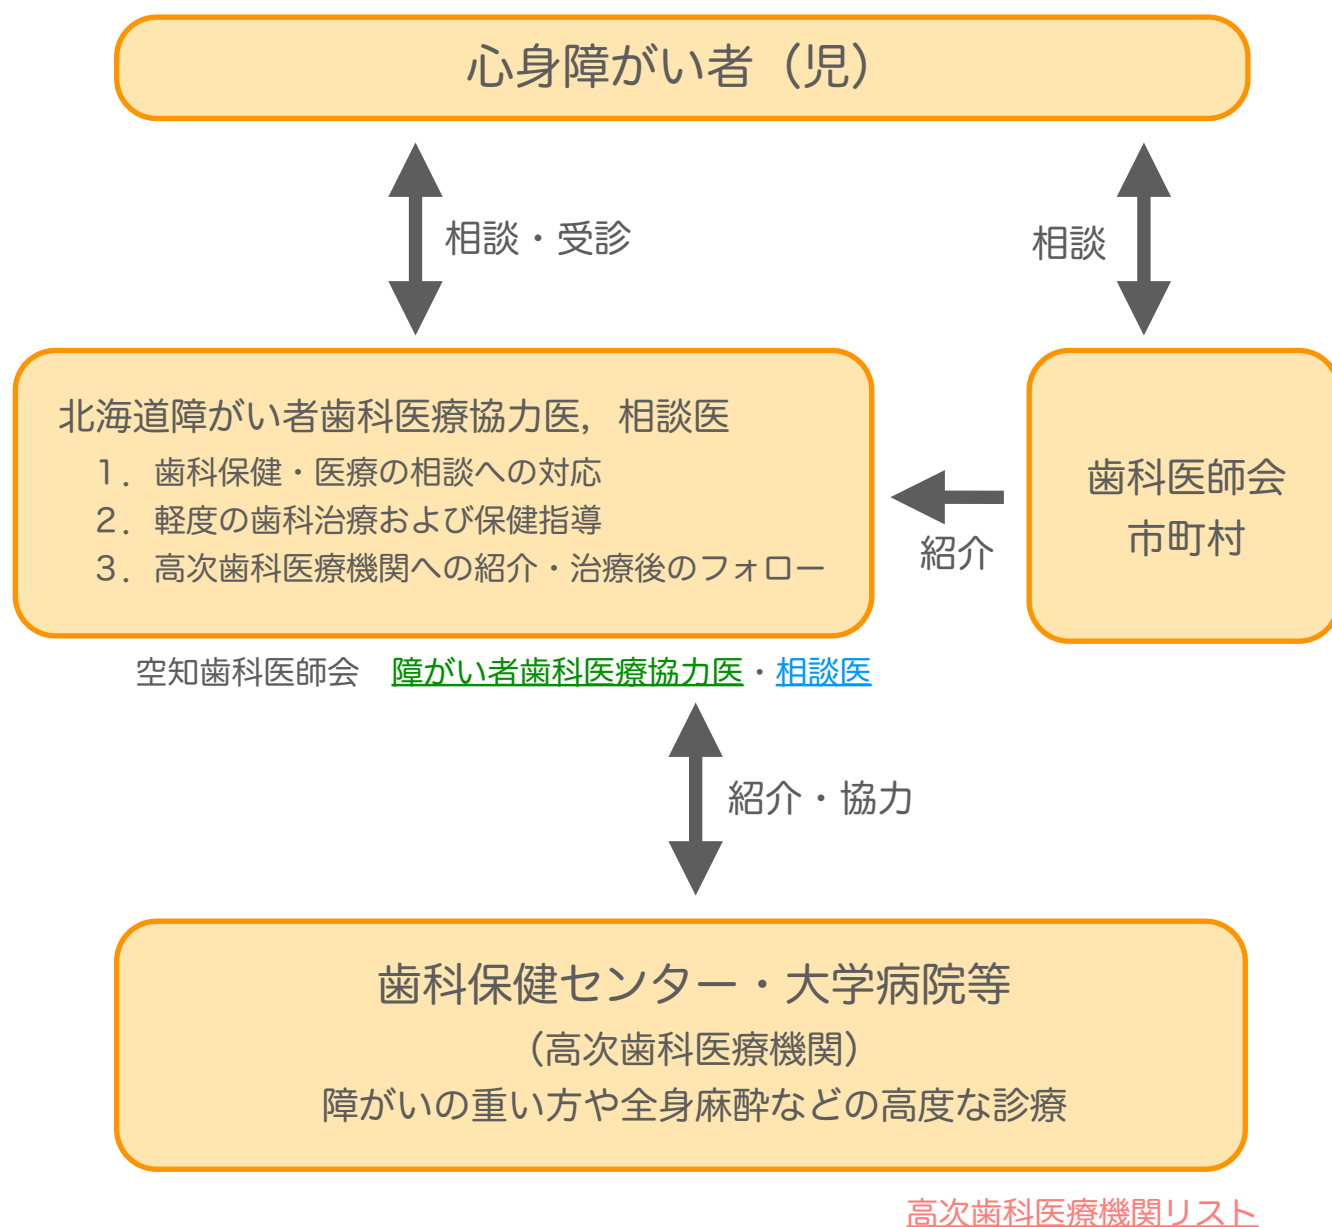 心身障がい者（児）
相談・受診
相談
北海道障がい者歯科医療協力医，相談医
１．歯科保健・医療の相談への対応
２．軽度の歯科治療および保健指導
３．高次歯科医療機関への紹介・治療後のフォロー
紹介
歯科医師会
市町村
空知歯科医師会　障がい者歯科医療協力医・相談医
紹介・協力
歯科保健センター・大学病院等
（高次歯科医療機関）
障がいの重い方や全身麻酔などの高度な診療
高次歯科医療機関リスト